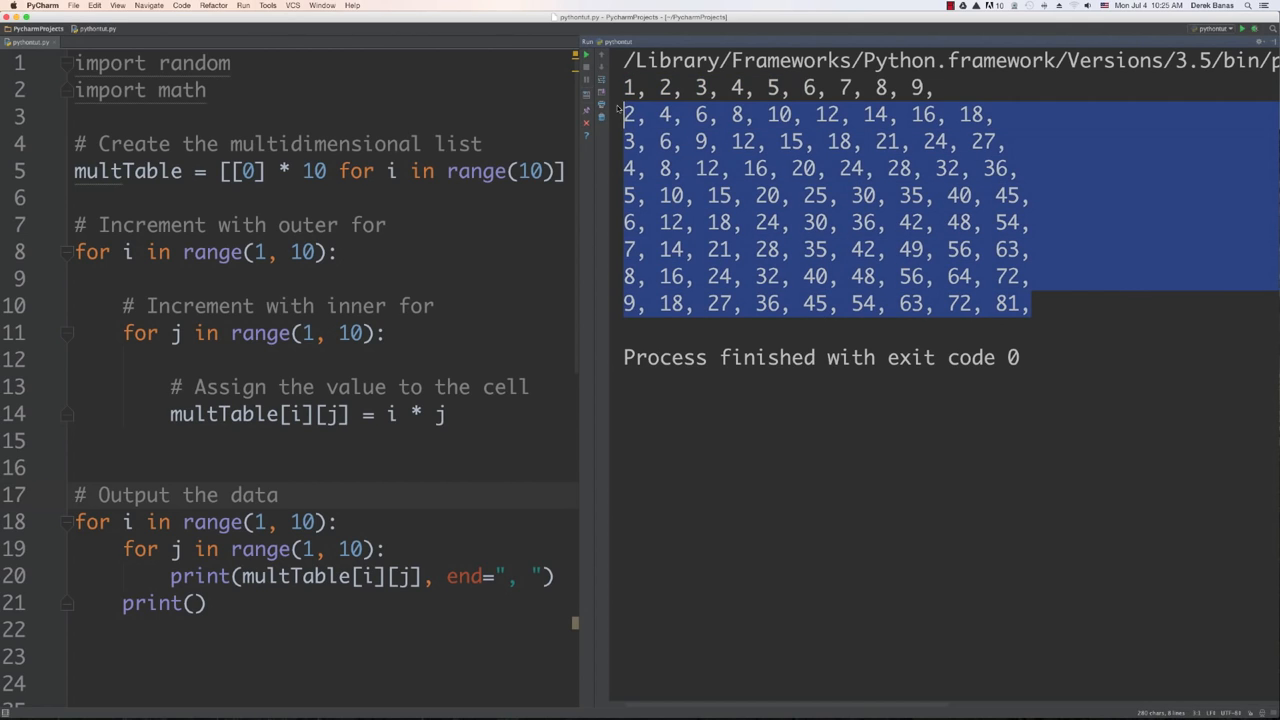 PyCharm File Edit View Navigate Code Refactor Run Tools VCS Window Help 10 Mon Jul 4 10:25 AM Derek Banas
pythontut.py - PycharmProjects - [~/PycharmProjects]
PycharmProjects pythontut.py pythontut
pythontut.py
Run pythontut
1 import random
2 import math
3
4 # Create the multidimensional list
5 multTable = [[0] * 10 for i in range(10)]
6
7 # Increment with outer for
8 for i in range(1, 10):
9
10 # Increment with inner for
11 for j in range(1, 10):
12
13 # Assign the value to the cell
14 multTable[i][j] = i * j
15
16
17 # Output the data
18 for i in range(1, 10):
19 for j in range(1, 10):
20 print(multTable[i][j], end=", ")
21 print()
22
23
24
/Library/Frameworks/Python.framework/Versions/3.5/bin/p
1, 2, 3, 4, 5, 6, 7, 8, 9,
2, 4, 6, 8, 10, 12, 14, 16, 18,
3, 6, 9, 12, 15, 18, 21, 24, 27,
4, 8, 12, 16, 20, 24, 28, 32, 36,
5, 10, 15, 20, 25, 30, 35, 40, 45,
6, 12, 18, 24, 30, 36, 42, 48, 54,
7, 14, 21, 28, 35, 42, 49, 56, 63,
8, 16, 24, 32, 40, 48, 56, 64, 72,
9, 18, 27, 36, 45, 54, 63, 72, 81,
Process finished with exit code 0
1:1 LF UTF-8